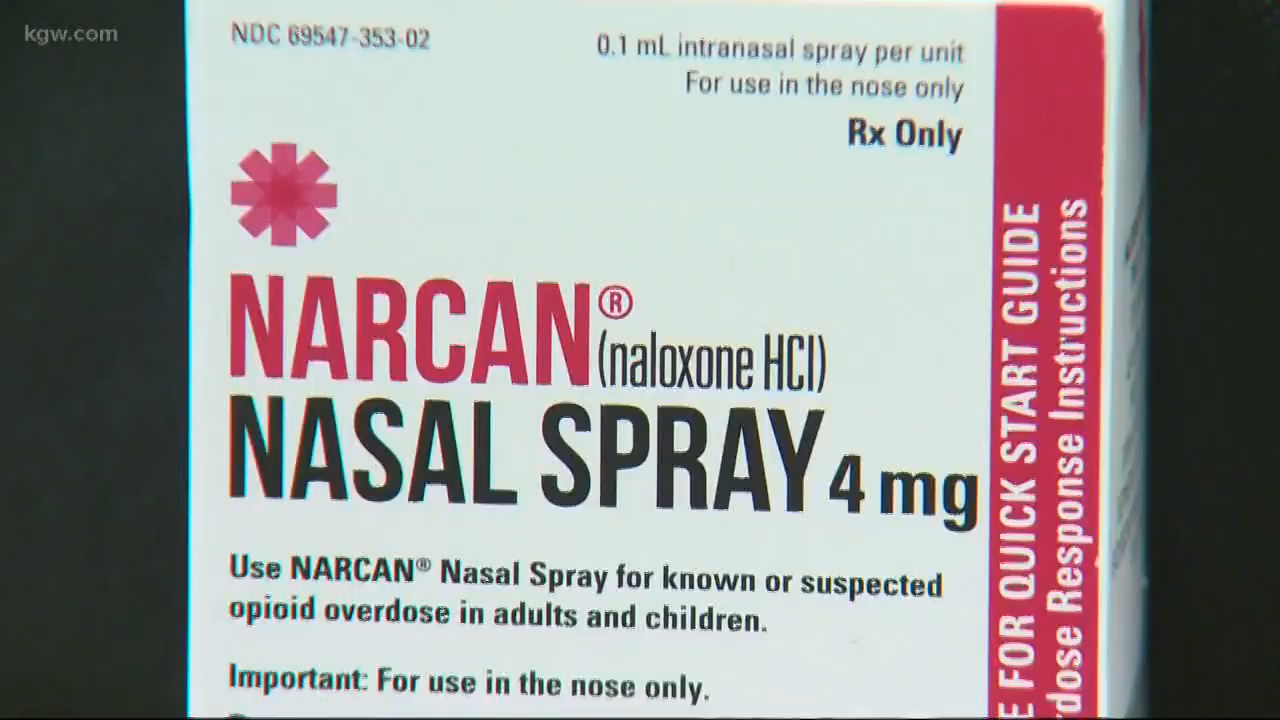 kgw.com
NDC 69547-353-02
0.1 mL intranasal spray per unit
For use in the nose only
Rx Only
NARCAN®
(naloxone HCl)
NASAL SPRAY 4 mg
Use NARCAN® Nasal Spray for known or suspected
opioid overdose in adults and children.
Important: For use in the nose only.
FOR QUICK START GUIDE
Response Instructions